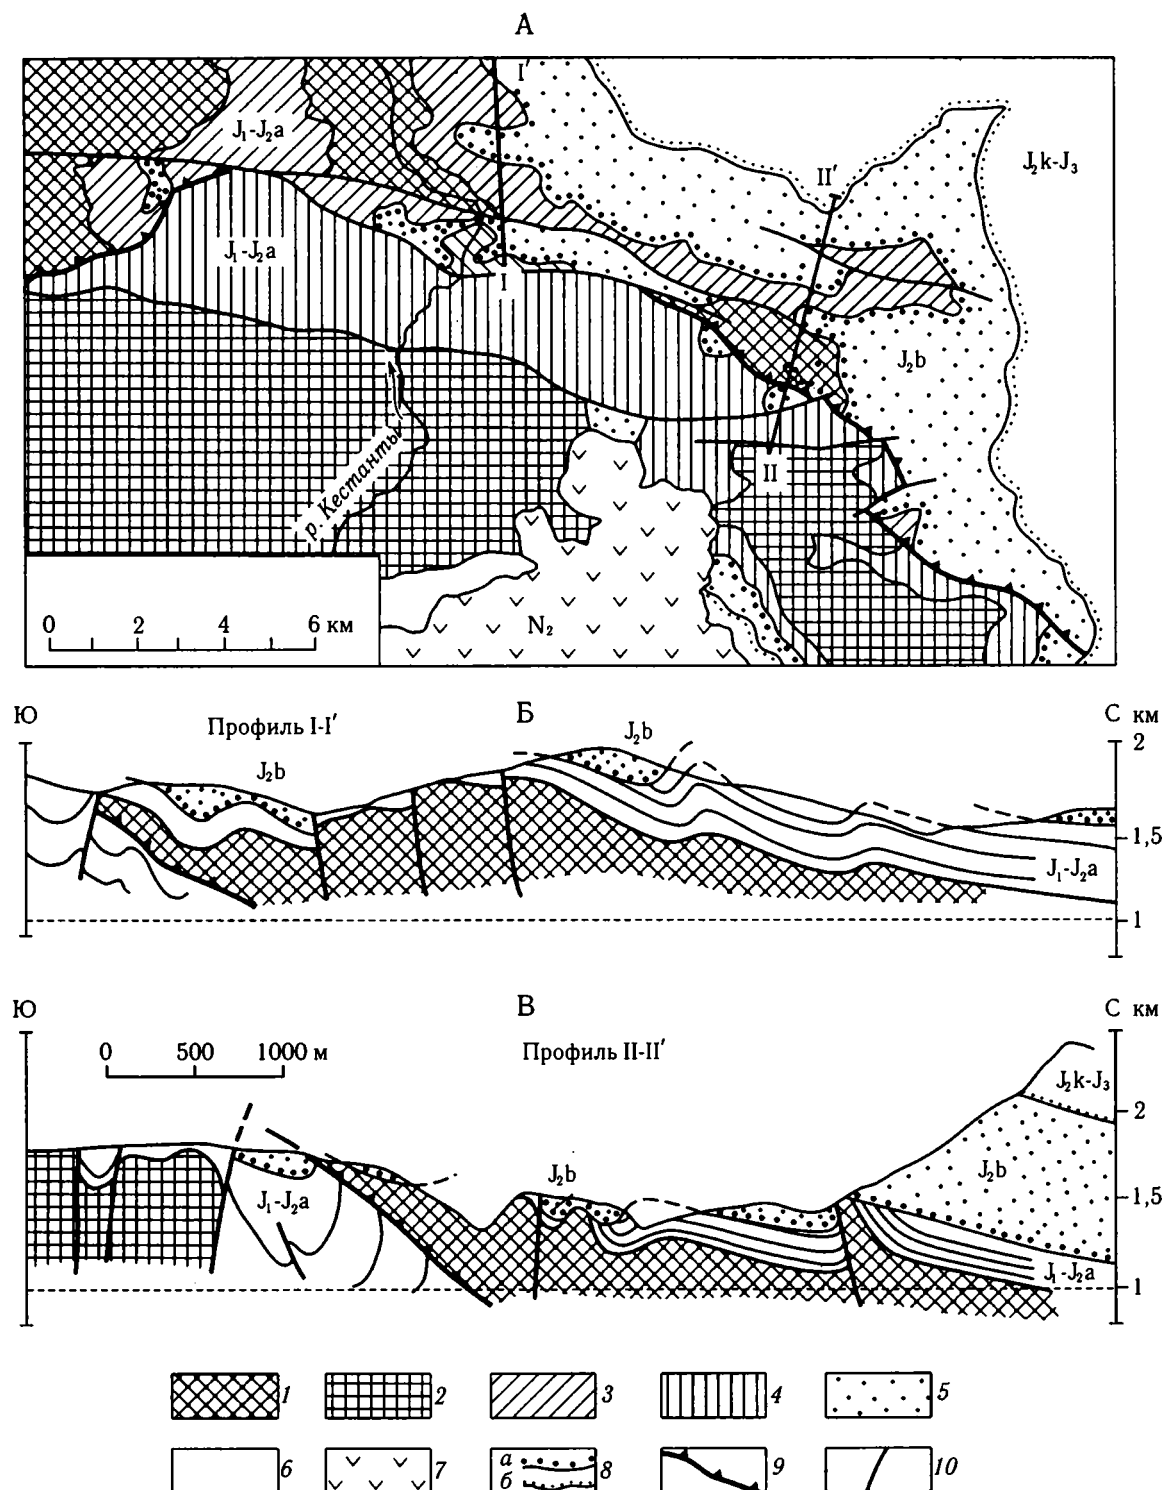 А
I′
J₁-J₂a
J₂k-J₃
II′
J₁-J₂a
I
J₂b
II
р. Кестанты
0 2 4 6 км
N₂
Ю Профиль I-I′ Б С км
J₂b
J₂b
2
1,5
J₁-J₂a
1
Ю В С км
0 500 1000 м
Профиль II-II′
J₂k-J₃
2
J₂b
J₂b
1,5
J₁-J₂a
J₁-J₂a
1
1 2 3 4 5
6 7 а б 8 9 10